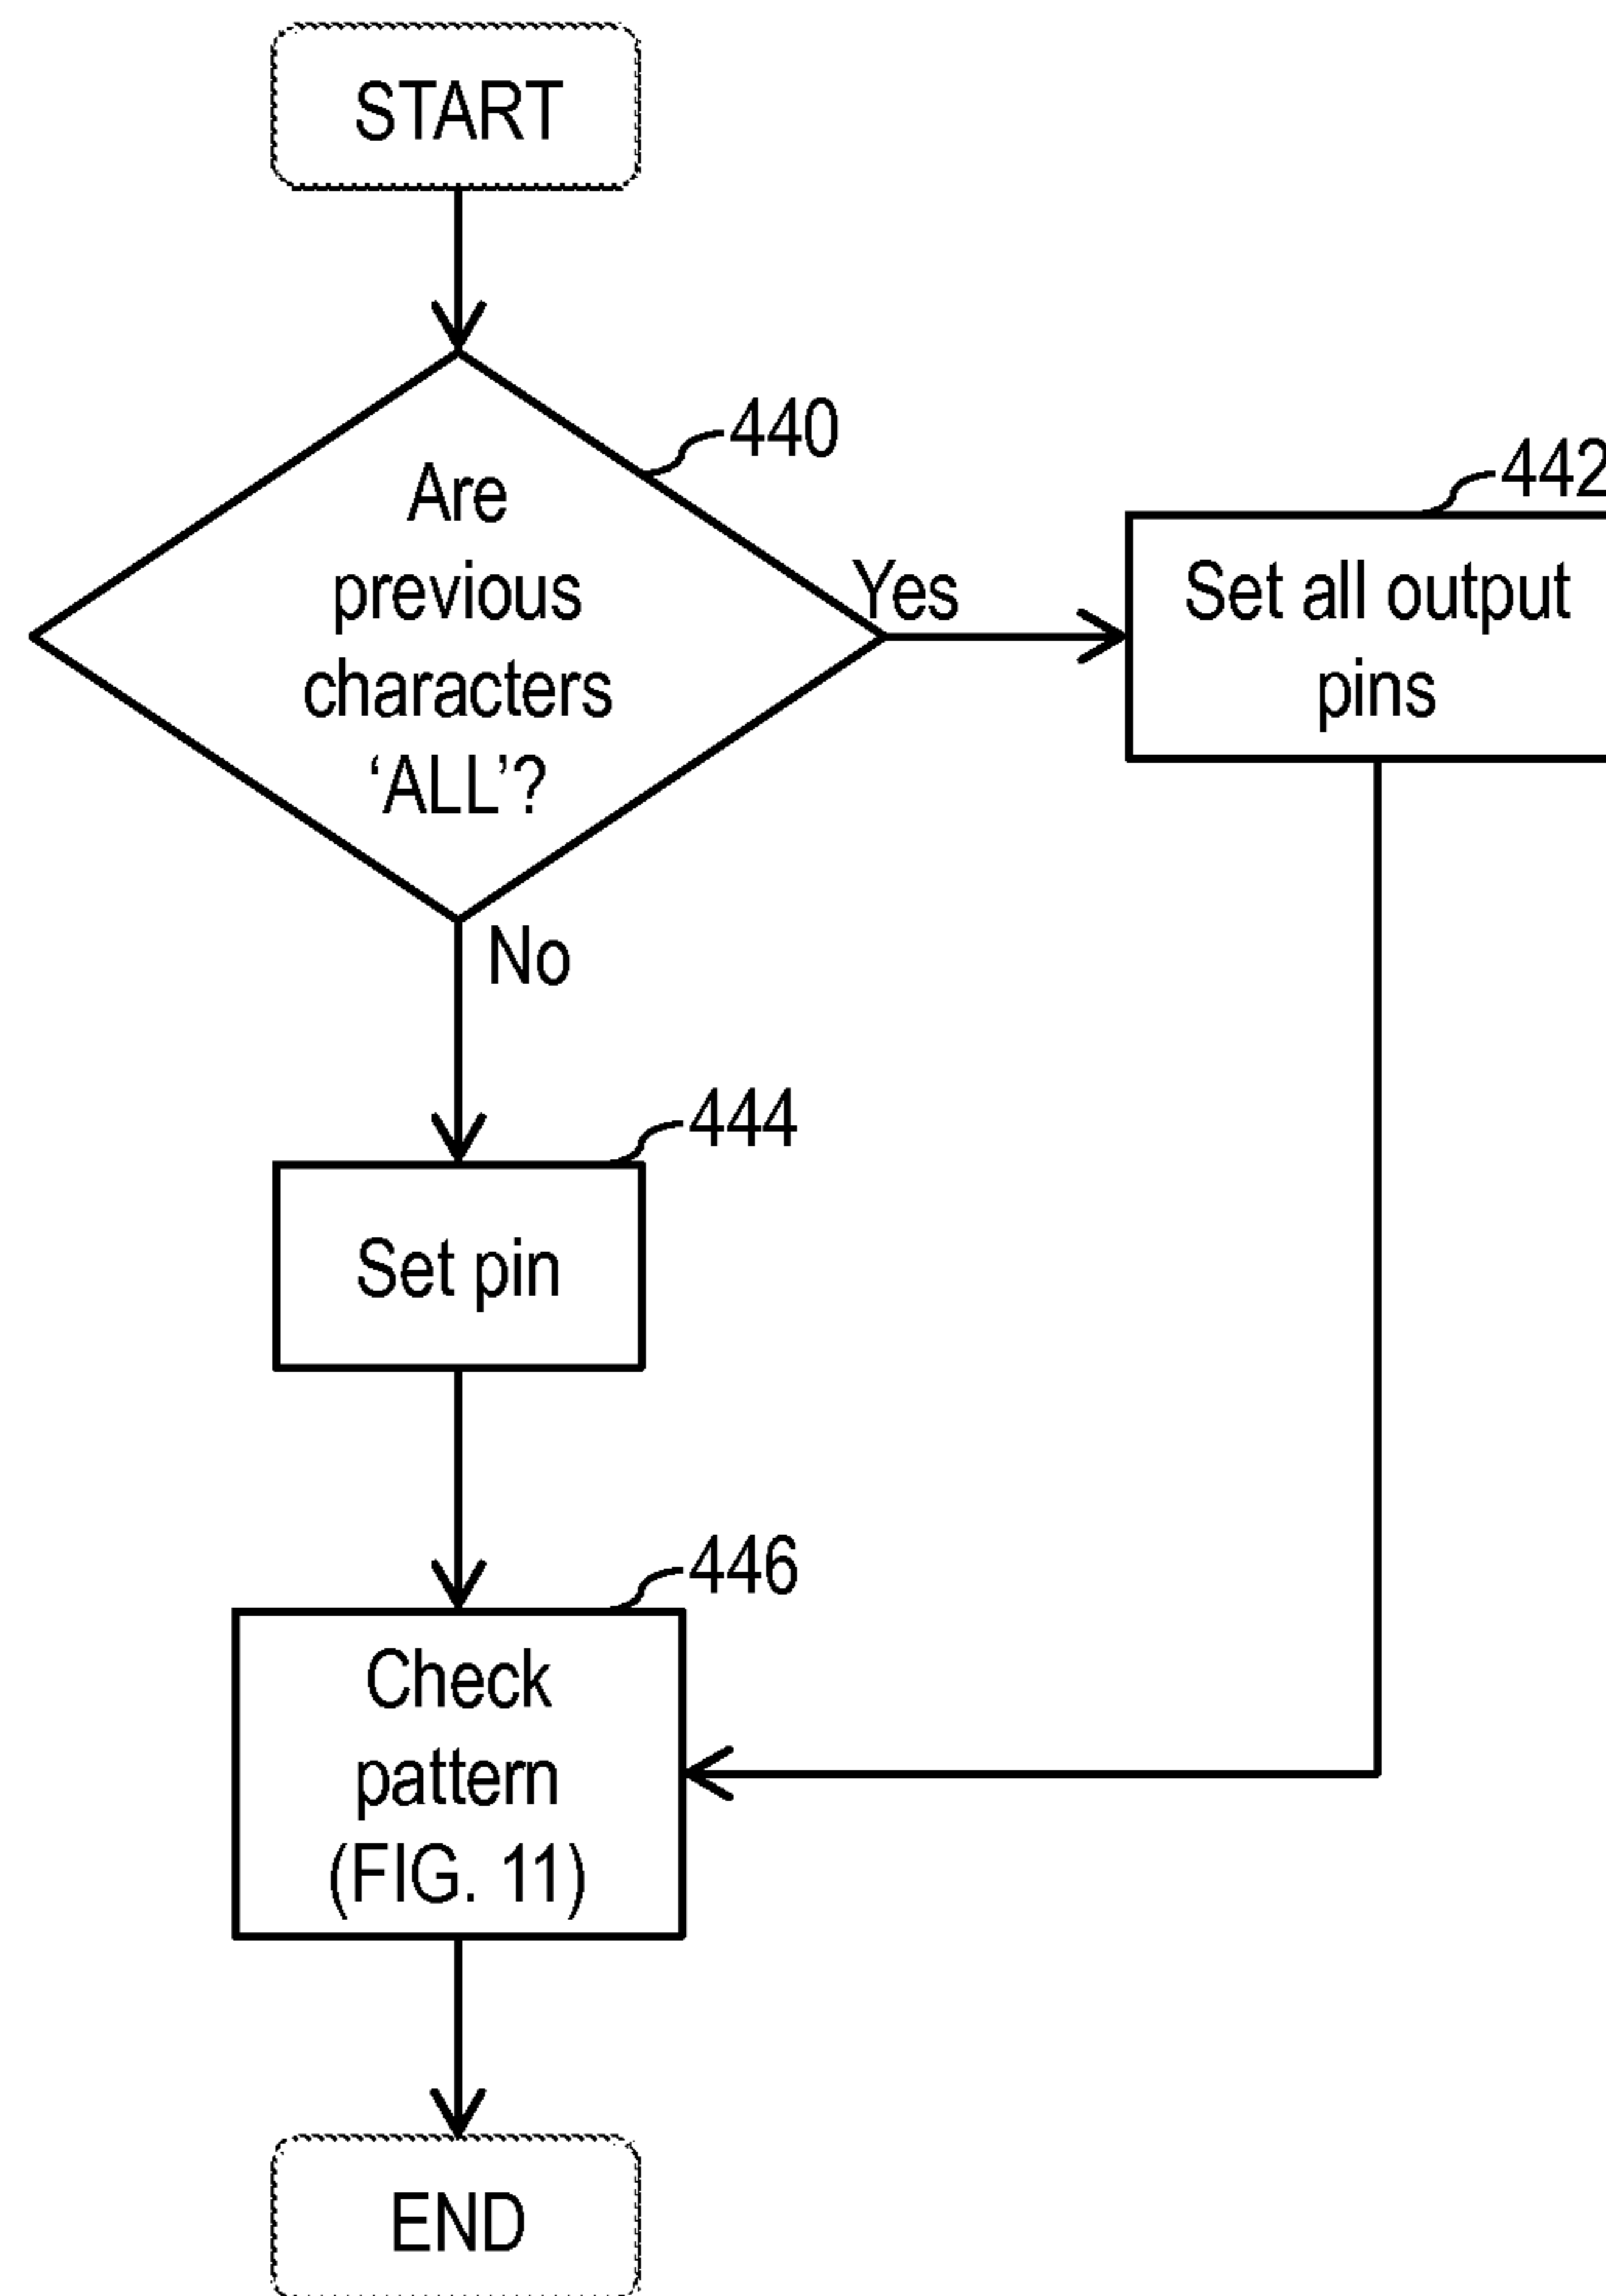 START
440
Are
previous
characters
‘ALL’?
Yes
442
Set all output
pins
No
444
Set pin
446
Check
pattern
(FIG. 11)
END